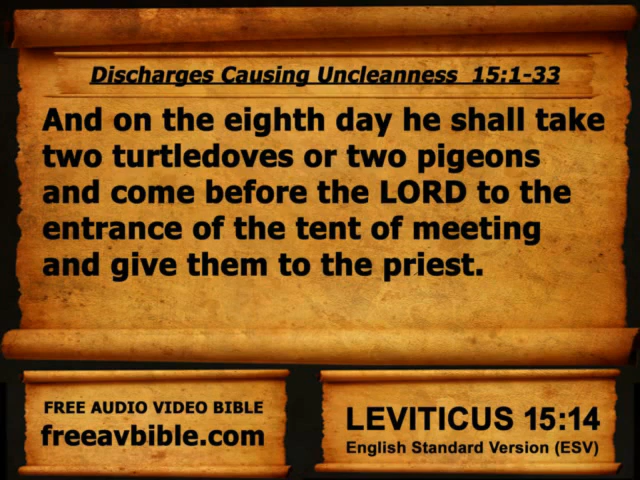 Discharges Causing Uncleanness 15:1-33
And on the eighth day he shall take
two turtledoves or two pigeons
and come before the LORD to the
entrance of the tent of meeting
and give them to the priest.
FREE AUDIO VIDEO BIBLE
freeavbible.com
LEVITICUS 15:14
English Standard Version (ESV)